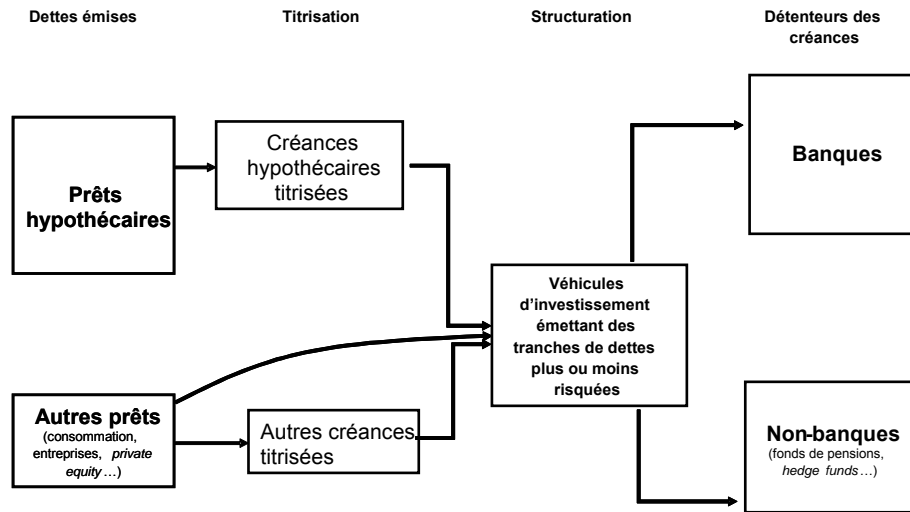 Dettes émises
Titrisation
Structuration
Détenteurs des
créances
Prêts
hypothécaires
Créances
hypothécaires
titrisées
Banques
Véhicules
d’investissement
émettant des
tranches de dettes
plus ou moins
risquées
Autres prêts
(consommation,
entreprises, private
equity…)
Autres créances
titrisées
Non-banques
(fonds de pensions,
hedge funds…)